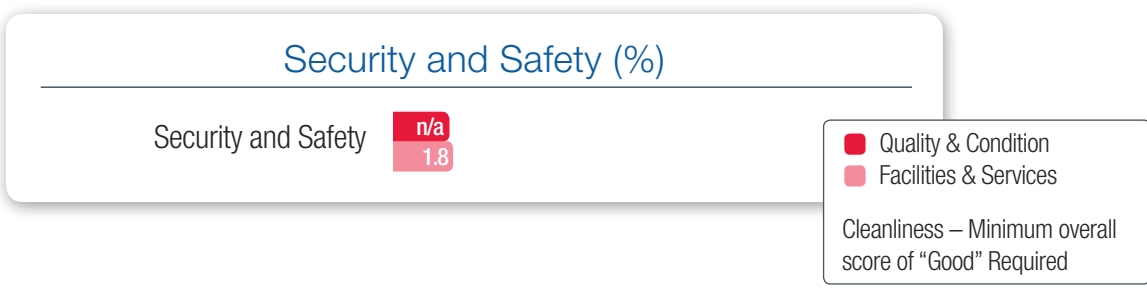 Security and Safety (%)
Security and Safety
n/a
1.8
Quality & Condition
Facilities & Services
Cleanliness – Minimum overall
score of “Good” Required